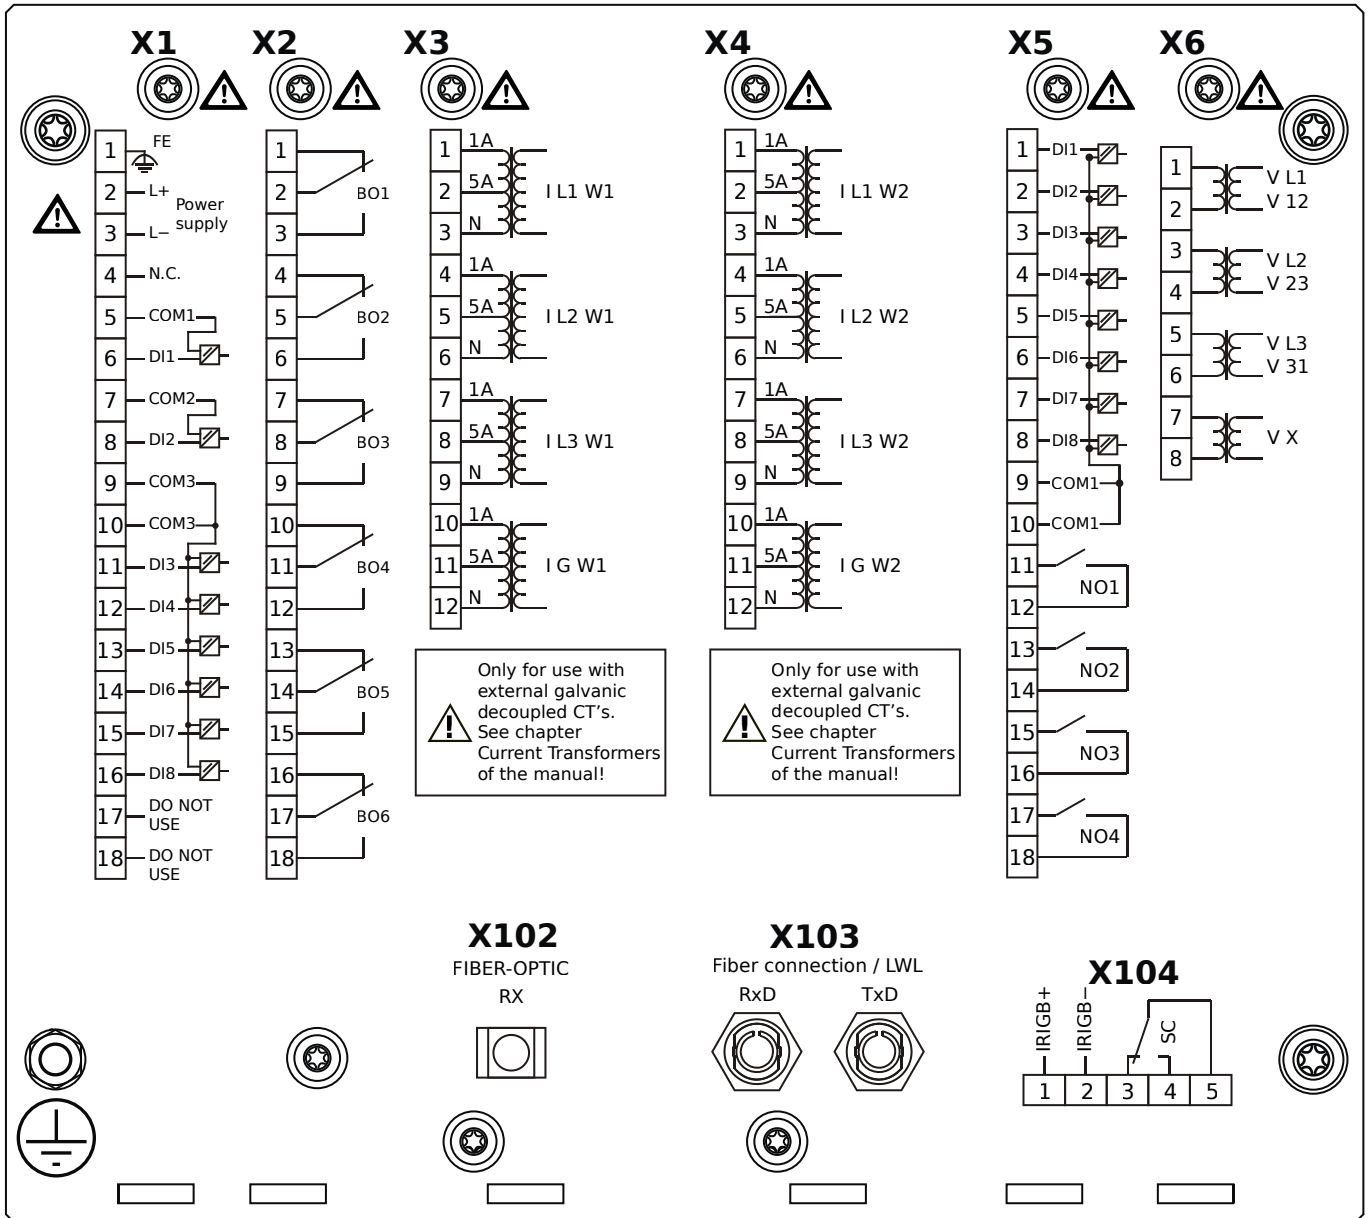 X1
X2
X3
X4
X5
X6
1 FE
2 L+
Power
supply
3 L−
4 N.C.
5 COM1
6 DI1
7 COM2
8 DI2
9 COM3
10 COM3
11 DI3
12 DI4
13 DI5
14 DI6
15 DI7
16 DI8
17 DO NOT
USE
18 DO NOT
USE
1
2 BO1
3
4
5 BO2
6
7
8 BO3
9
10
11 BO4
12
13
14 BO5
15
16
17 BO6
18
1 1A
2 5A I L1 W1
3 N
4 1A
5 5A I L2 W1
6 N
7 1A
8 5A I L3 W1
9 N
10 1A
11 5A I G W1
12 N
Only for use with
external galvanic
decoupled CT's.
See chapter
Current Transformers
of the manual!
1 1A
2 5A I L1 W2
3 N
4 1A
5 5A I L2 W2
6 N
7 1A
8 5A I L3 W2
9 N
10 1A
11 5A I G W2
12 N
Only for use with
external galvanic
decoupled CT's.
See chapter
Current Transformers
of the manual!
1 DI1
2 DI2
3 DI3
4 DI4
5 DI5
6 DI6
7 DI7
8 DI8
9 COM1
10 COM1
11
NO1
12
13
NO2
14
15
NO3
16
17
NO4
18
1 V L1
2 V 12
3 V L2
4 V 23
5 V L3
6 V 31
7
V X
8
X102
FIBER-OPTIC
RX
X103
Fiber connection / LWL
RxD TxD
X104
IRIGB+
IRIGB−
SC
1 2 3 4 5